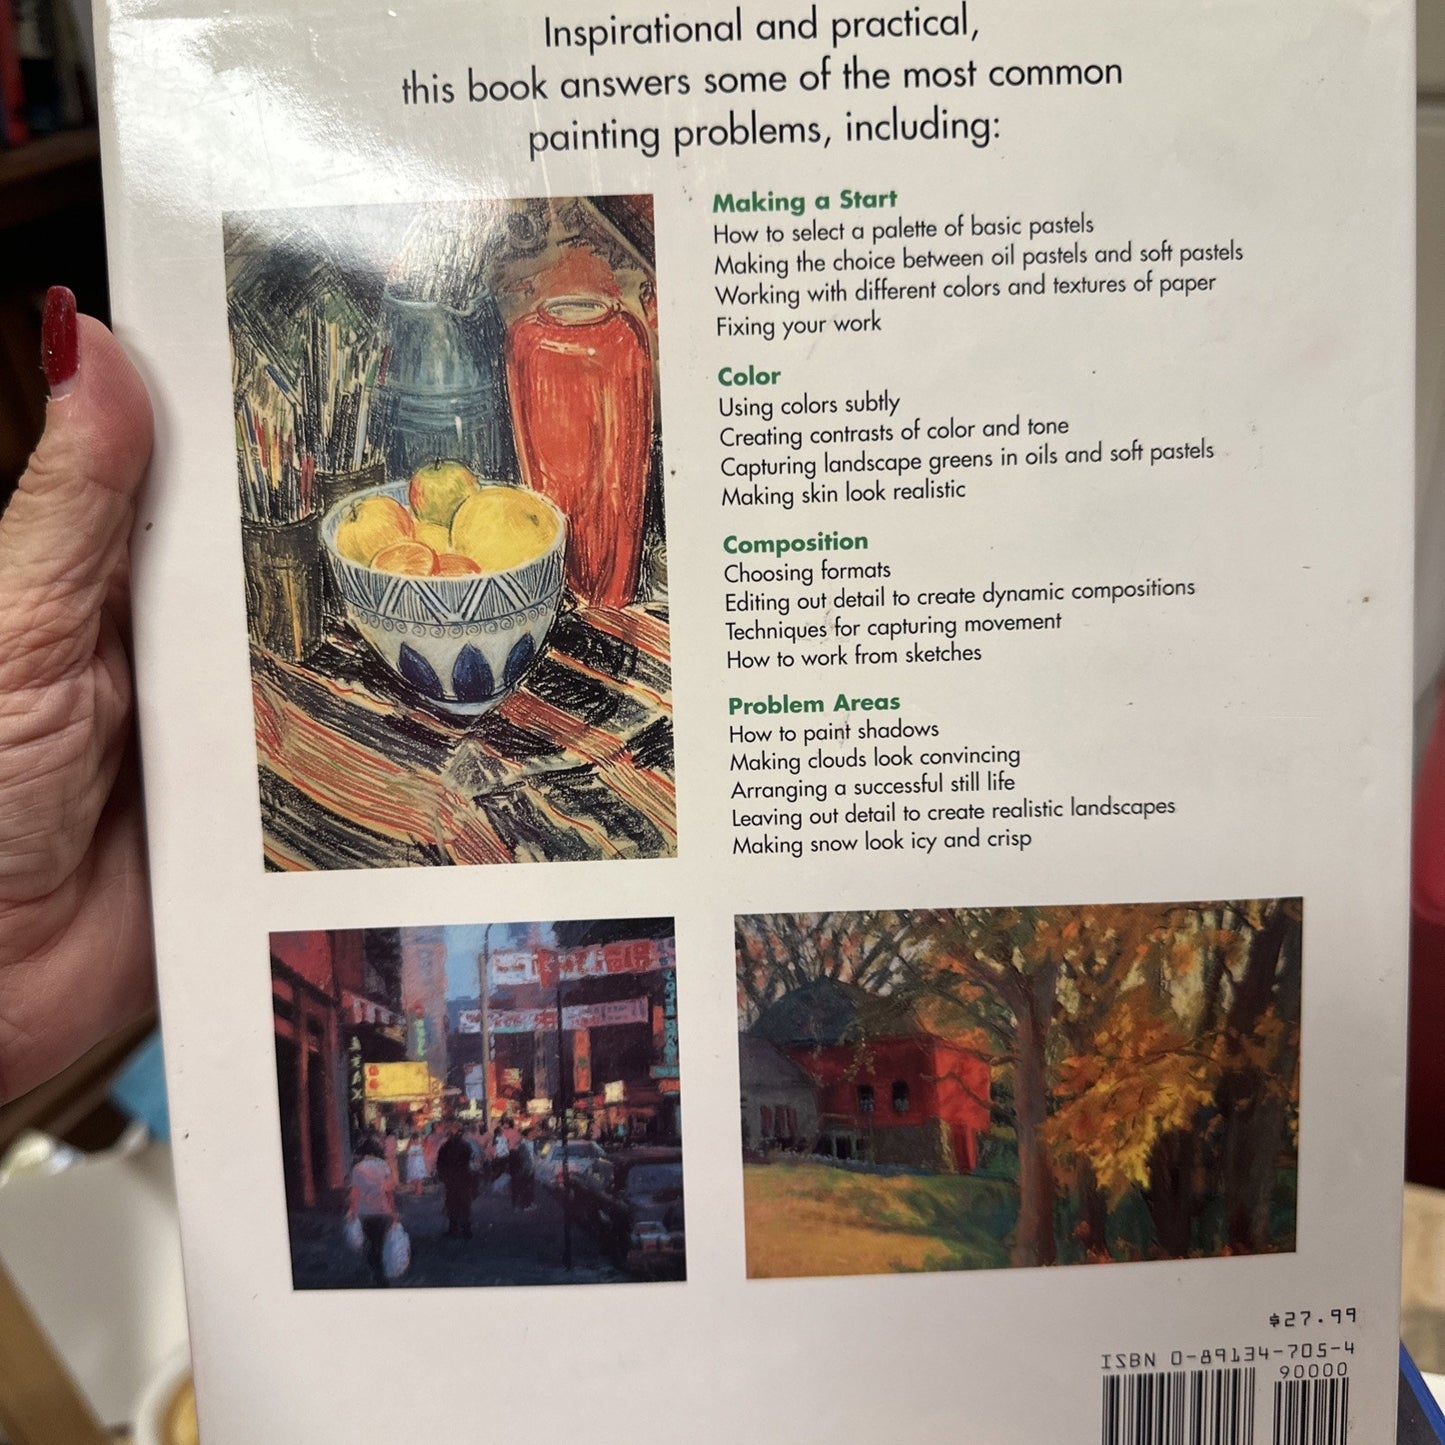 Inspirational and practical,
this book answers some of the most common
painting problems, including:
Making a Start
How to select a palette of basic pastels
Making the choice between oil pastels and soft pastels
Working with different colors and textures of paper
Fixing your work
Color
Using colors subtly
Creating contrasts of color and tone
Capturing landscape greens in oils and soft pastels
Making skin look realistic
Composition
Choosing formats
Editing out detail to create dynamic compositions
Techniques for capturing movement
How to work from sketches
Problem Areas
How to paint shadows
Making clouds look convincing
Arranging a successful still life
Leaving out detail to create realistic landscapes
Making snow look icy and crisp
$27.99
ISBN 0-89134-705-4
90000